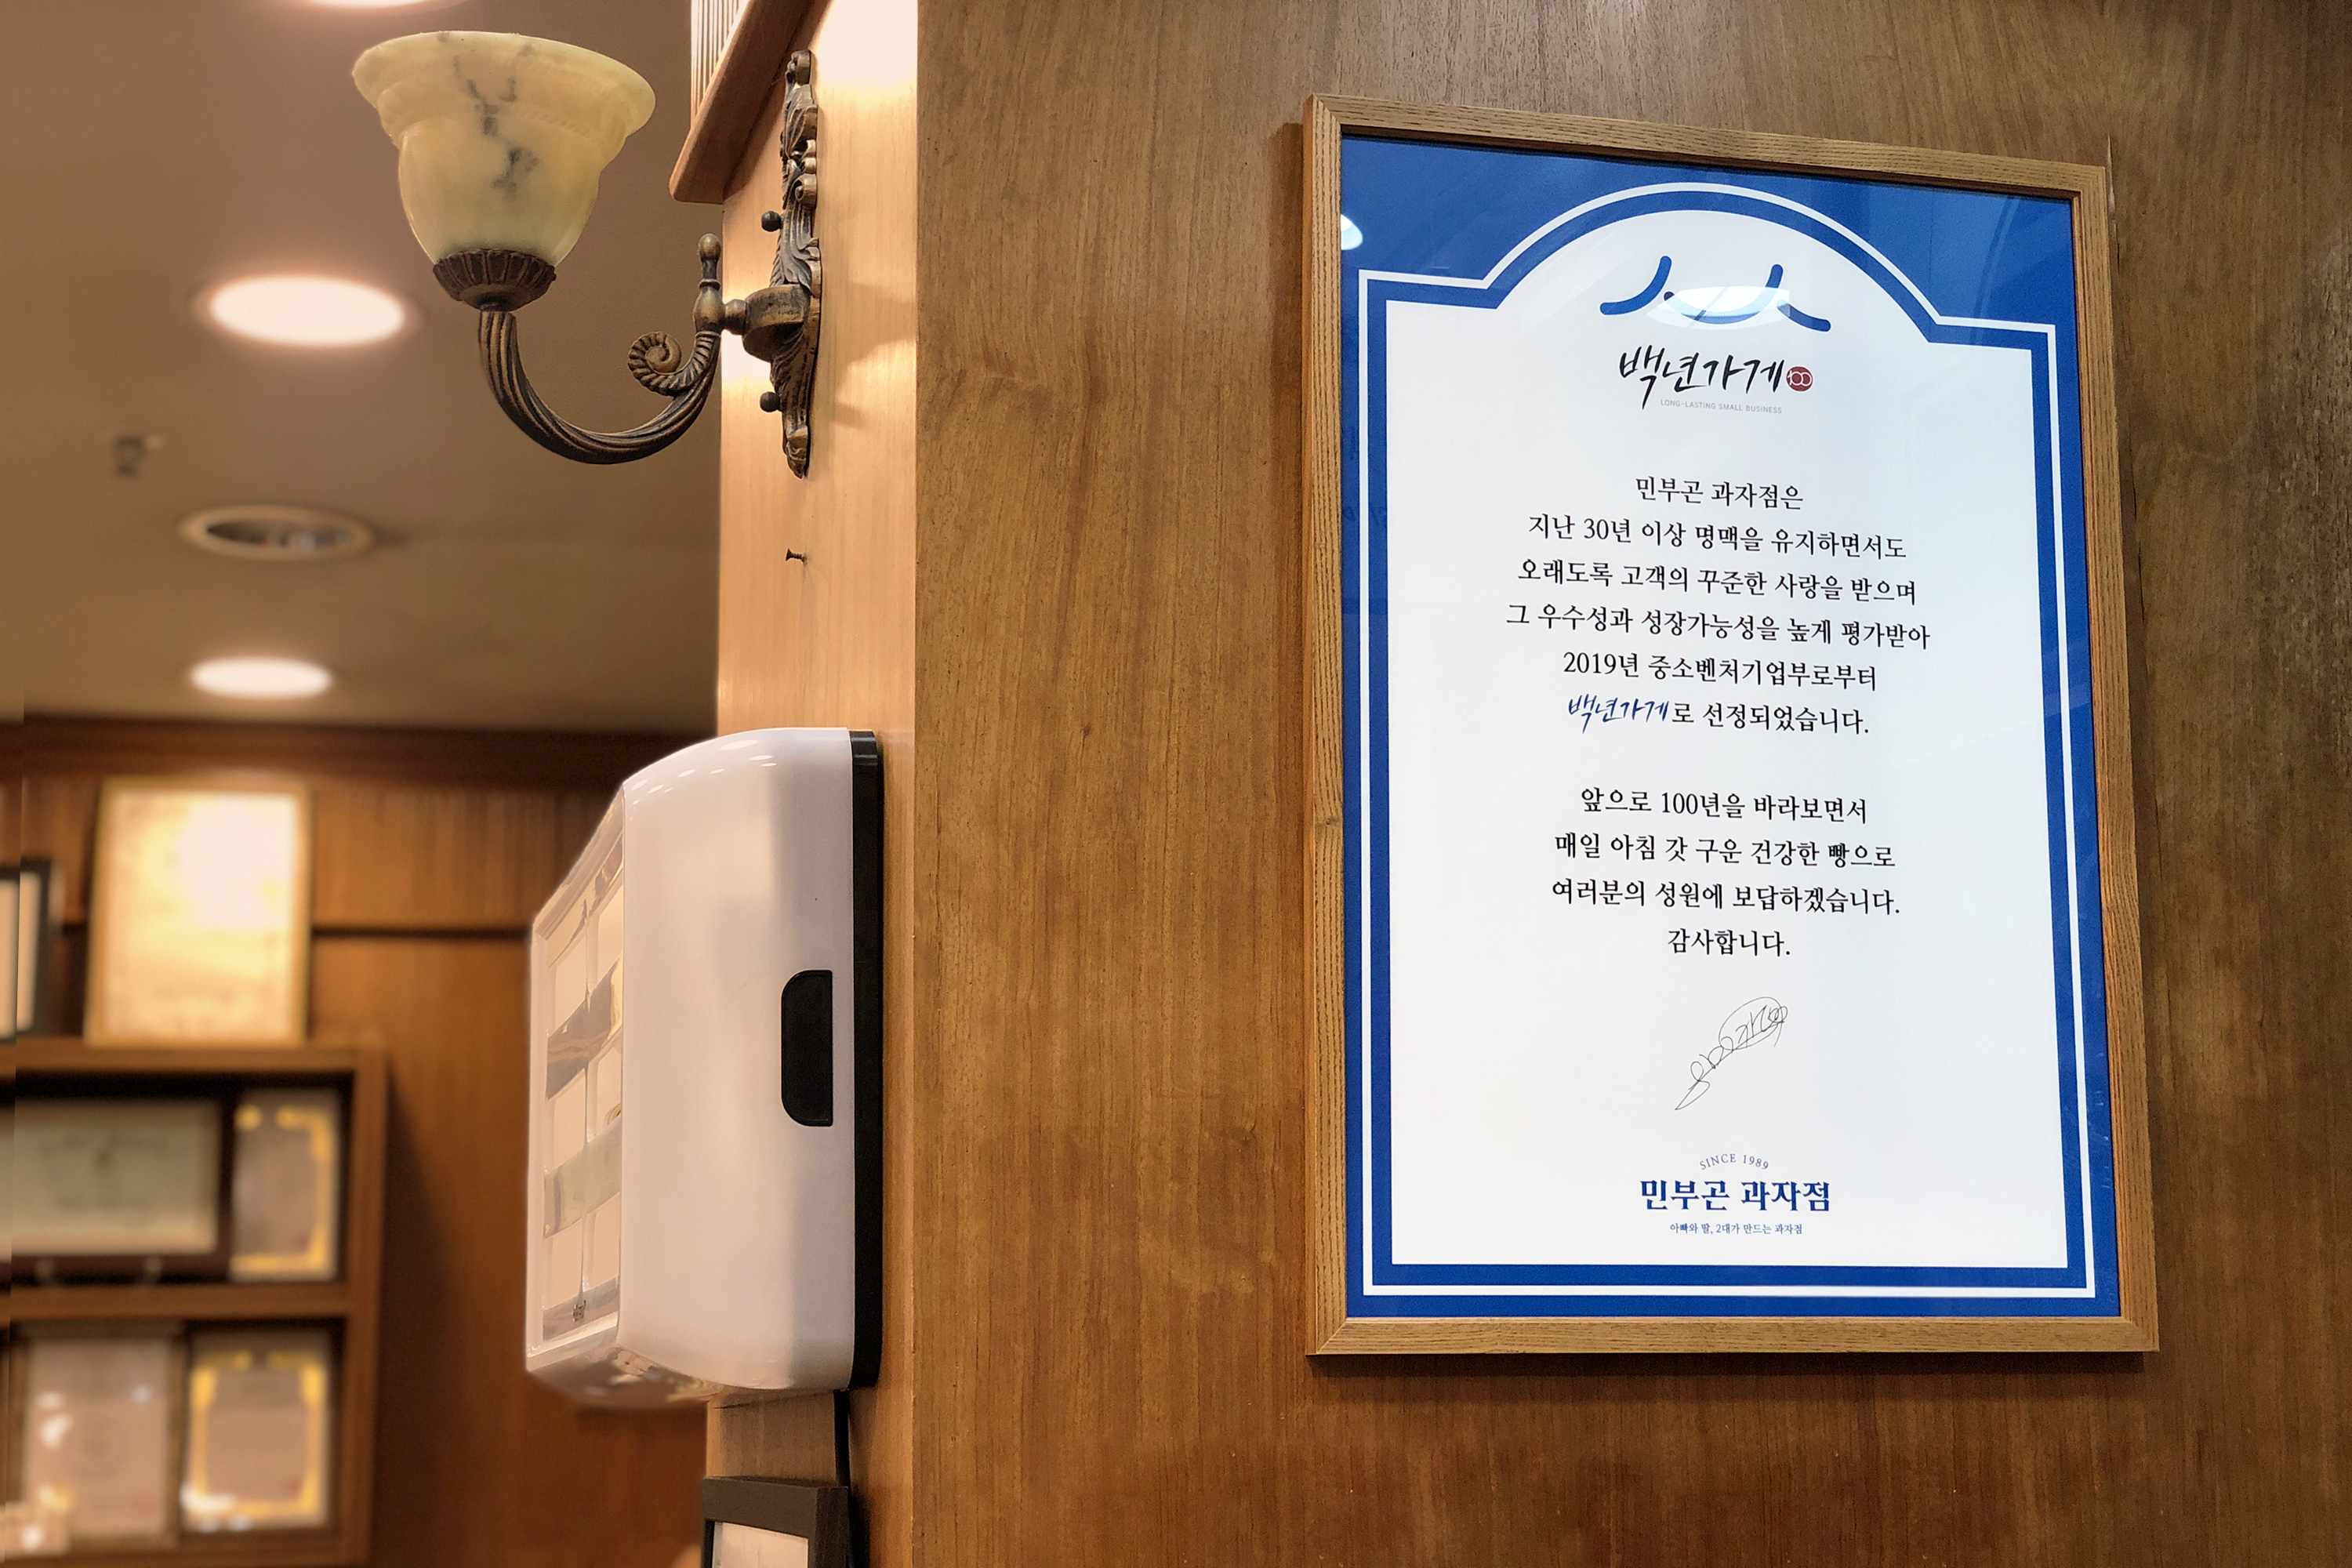 백년가게
100
LONG-LASTING SMALL BUSINESS
민부곤 과자점은
지난 30년 이상 명맥을 유지하면서도
오래도록 고객의 꾸준한 사랑을 받으며
그 우수성과 성장가능성을 높게 평가받아
2019년 중소벤처기업부로부터
백년가게로 선정되었습니다.
앞으로 100년을 바라보면서
매일 아침 갓 구운 건강한 빵으로
여러분의 성원에 보답하겠습니다.
감사합니다.
SINCE 1989
민부곤 과자점
아빠와 딸, 2대가 만드는 과자점